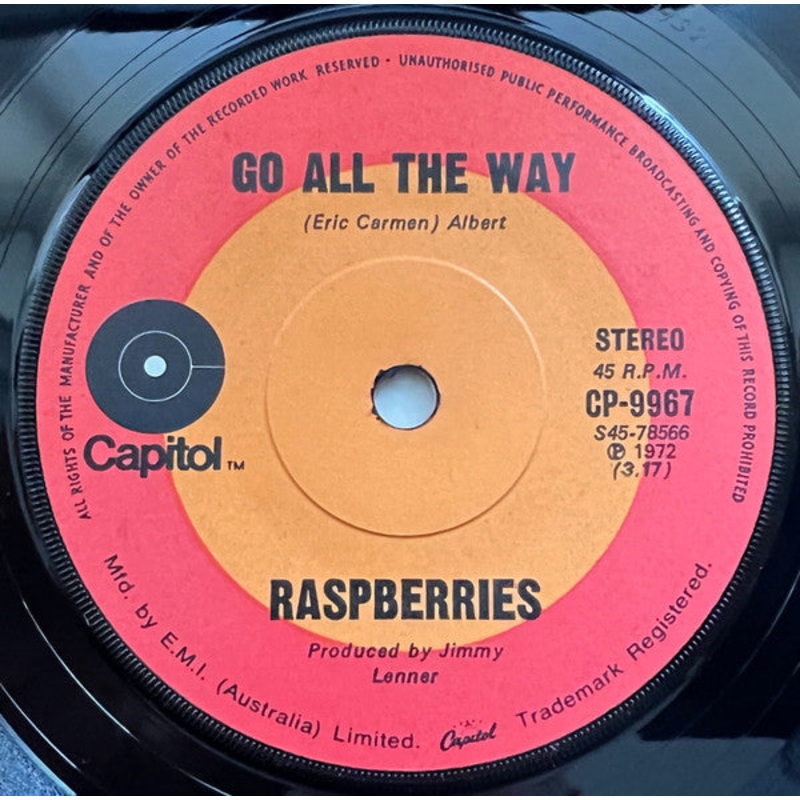 ALL RIGHTS OF THE MANUFACTURER AND OF THE OWNER OF THE RECORDED WORK RESERVED - UNAUTHORISED PUBLIC PERFORMANCE BROADCASTING AND COPYING OF THIS RECORD PROHIBITED
GO ALL THE WAY
(Eric Carmen) Albert
Capitol TM
STEREO
45 R.P.M.
CP-9967
S45-78566
℗ 1972
(3.17)
RASPBERRIES
Produced by Jimmy
Lenner
Mfd. by E.M.I. (Australia) Limited. Capitol Trademark Registered.